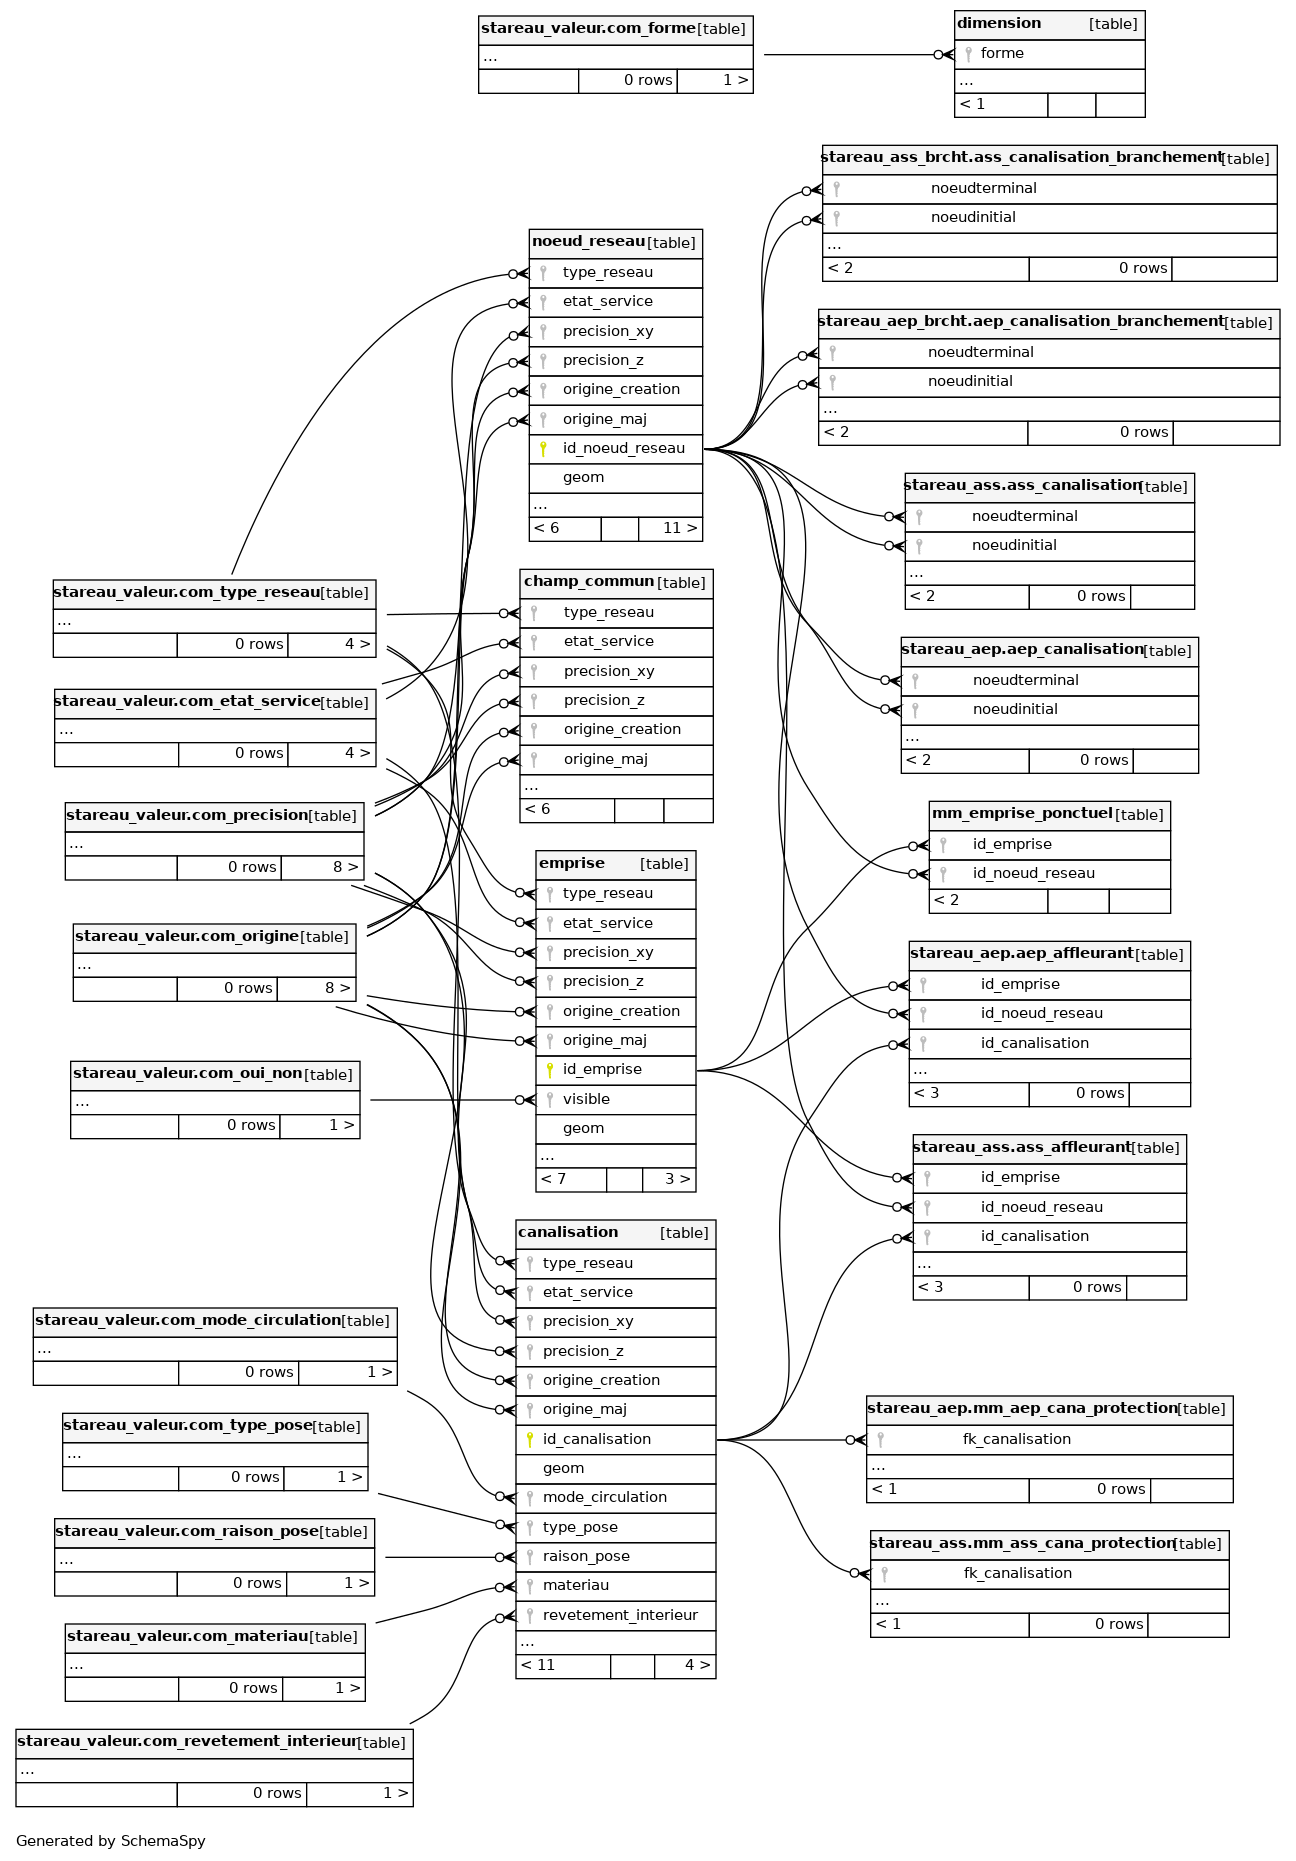 stareau_valeur.com_forme [table]
...
0 rows 1 >
dimension [table]
forme
...
< 1
stareau_ass_brcht.ass_canalisation_branchement [table]
noeudterminal
noeudinitial
...
< 2 0 rows
noeud_reseau [table]
type_reseau
etat_service
precision_xy
precision_z
origine_creation
origine_maj
id_noeud_reseau
geom
...
< 6 11 >
stareau_aep_brcht.aep_canalisation_branchement [table]
noeudterminal
noeudinitial
...
< 2 0 rows
stareau_ass.ass_canalisation [table]
noeudterminal
noeudinitial
...
< 2 0 rows
stareau_valeur.com_type_reseau [table]
...
0 rows 4 >
champ_commun [table]
type_reseau
etat_service
precision_xy
precision_z
origine_creation
origine_maj
...
< 6
stareau_aep.aep_canalisation [table]
noeudterminal
noeudinitial
...
< 2 0 rows
stareau_valeur.com_etat_service [table]
...
0 rows 4 >
stareau_valeur.com_precision [table]
...
0 rows 8 >
mm_emprise_ponctuel [table]
id_emprise
id_noeud_reseau
< 2
emprise [table]
type_reseau
etat_service
precision_xy
precision_z
origine_creation
origine_maj
id_emprise
visible
geom
...
< 7 3 >
stareau_valeur.com_origine [table]
...
0 rows 8 >
stareau_aep.aep_affleurant [table]
id_emprise
id_noeud_reseau
id_canalisation
...
< 3 0 rows
stareau_valeur.com_oui_non [table]
...
0 rows 1 >
stareau_ass.ass_affleurant [table]
id_emprise
id_noeud_reseau
id_canalisation
...
< 3 0 rows
canalisation [table]
type_reseau
etat_service
precision_xy
precision_z
origine_creation
origine_maj
id_canalisation
geom
mode_circulation
type_pose
raison_pose
materiau
revetement_interieur
...
< 11 4 >
stareau_valeur.com_mode_circulation [table]
...
0 rows 1 >
stareau_aep.mm_aep_cana_protection [table]
fk_canalisation
...
< 1 0 rows
stareau_valeur.com_type_pose [table]
...
0 rows 1 >
stareau_valeur.com_raison_pose [table]
...
0 rows 1 >
stareau_ass.mm_ass_cana_protection [table]
fk_canalisation
...
< 1 0 rows
stareau_valeur.com_materiau [table]
...
0 rows 1 >
stareau_valeur.com_revetement_interieur [table]
...
0 rows 1 >
Generated by SchemaSpy